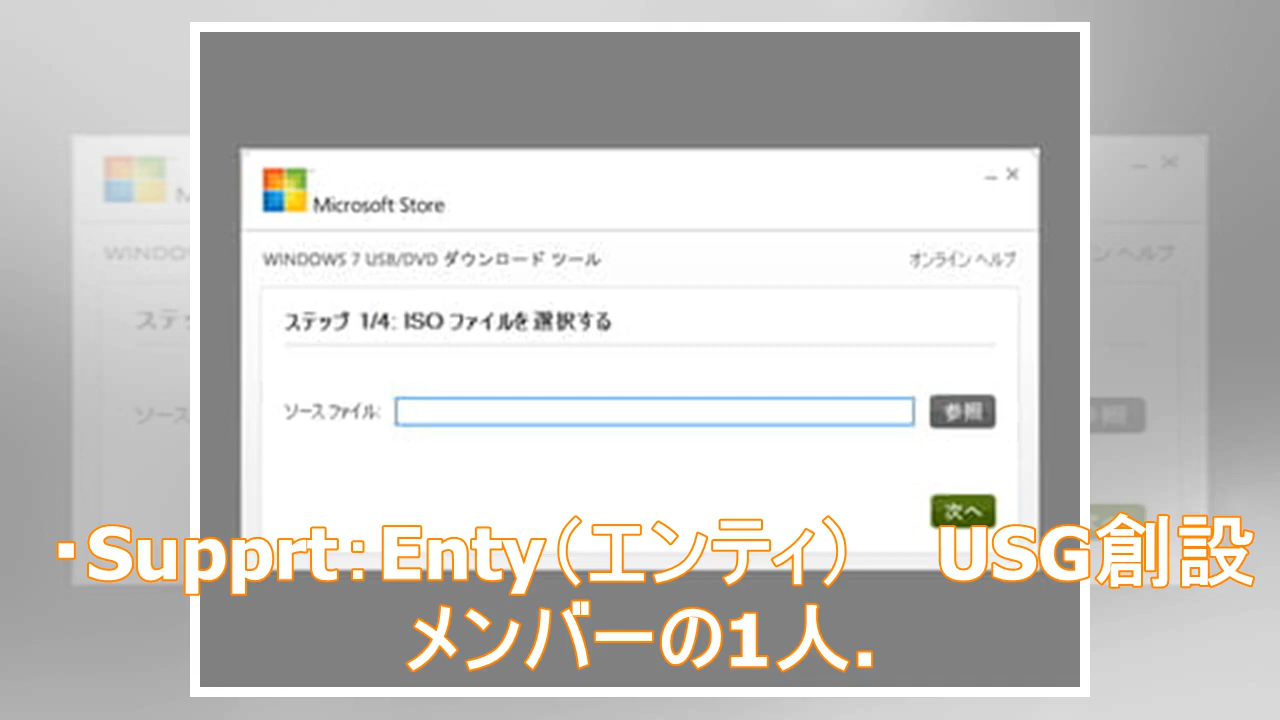 Microsoft Store
WINDOWS 7 USB/DVD ダウンロード ツール
オンライン ヘルプ
ステップ 1/4: ISO ファイルを選択する
ソース ファイル:
参照
次へ
・Supprt：Enty（エンティ）　USG創設
メンバーの1人．